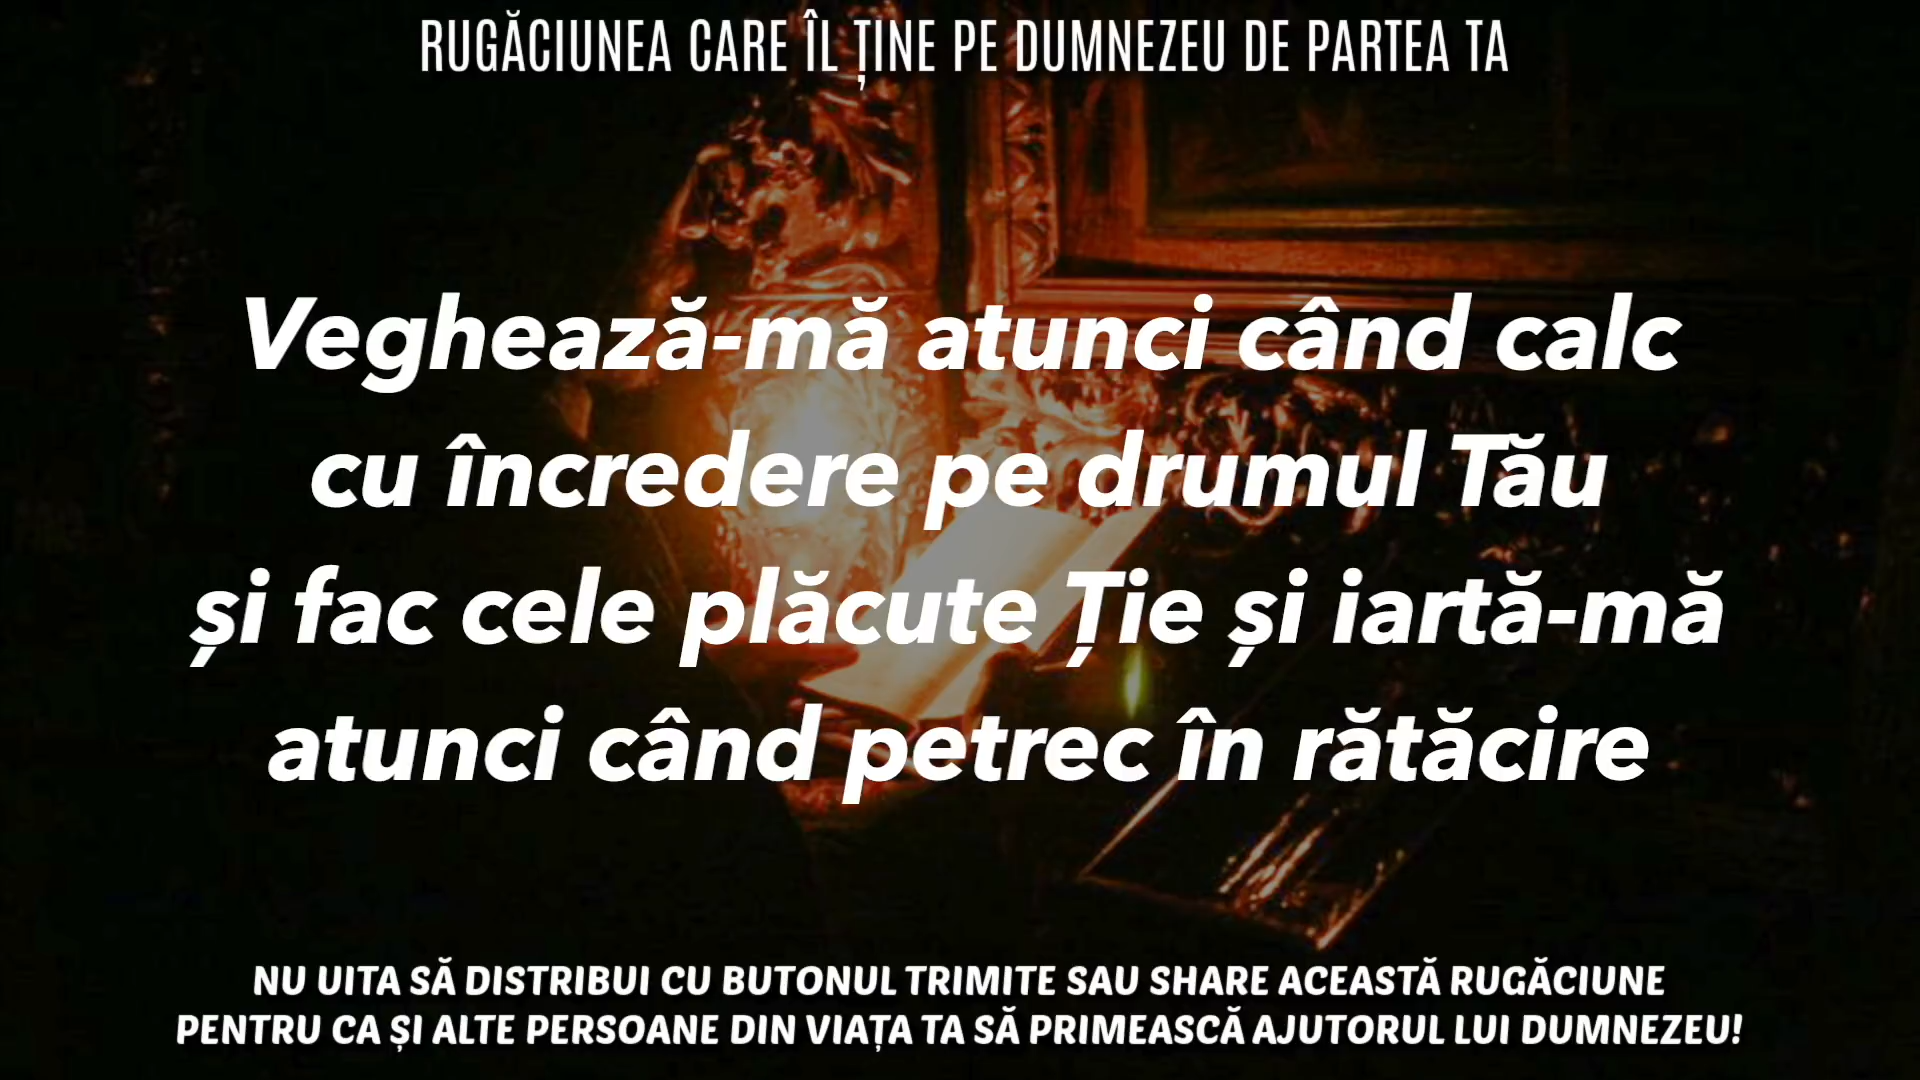 RUGĂCIUNEA CARE ÎL ȚINE PE DUMNEZEU DE PARTEA TA
Veghează-mă atunci când calc
cu încredere pe drumul Tău
și fac cele plăcute Ție și iartă-mă
atunci când petrec în rătăcire
NU UITA SĂ DISTRIBUI CU BUTONUL TRIMITE SAU SHARE ACEASTĂ RUGĂCIUNE
PENTRU CA ȘI ALTE PERSOANE DIN VIAȚA TA SĂ PRIMEASCĂ AJUTORUL LUI DUMNEZEU!